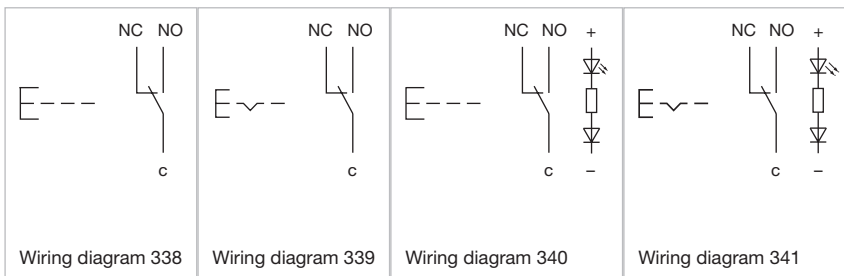 NC NO
c
Wiring diagram 338
NC NO
c
Wiring diagram 339
NC NO +
c –
Wiring diagram 340
NC NO +
c –
Wiring diagram 341